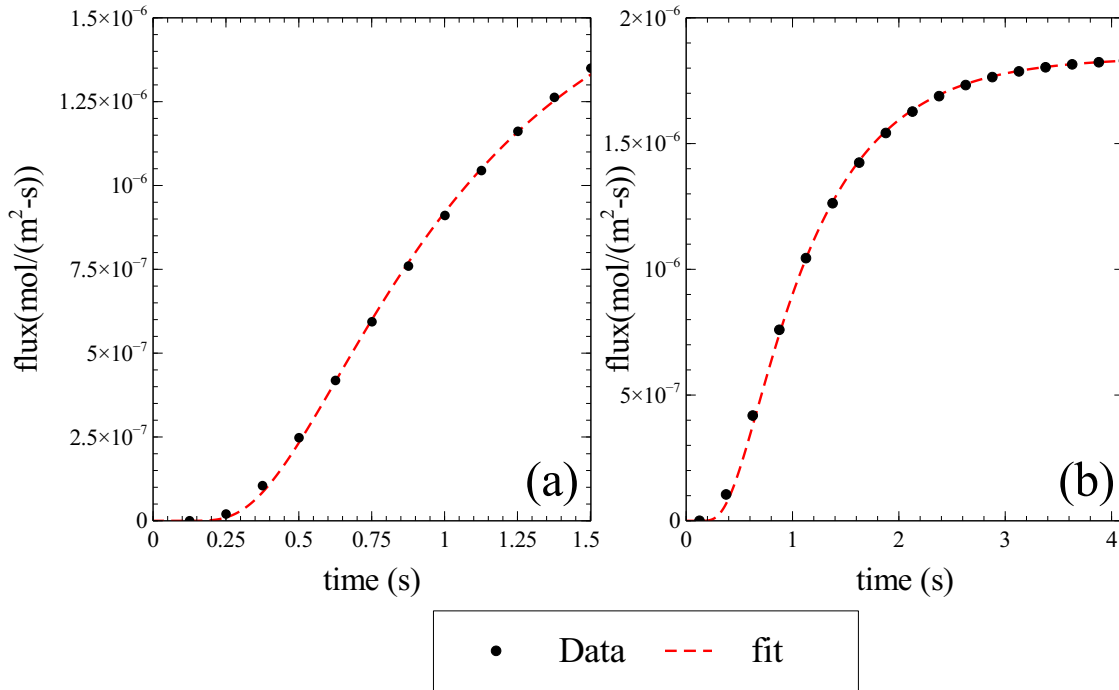 1.5×10⁻⁶
1.25×10⁻⁶
10⁻⁶
7.5×10⁻⁷
5×10⁻⁷
2.5×10⁻⁷
0
flux(mol/(m²-s))
0 0.25 0.5 0.75 1 1.25 1.5
time (s)
(a)
2×10⁻⁶
1.5×10⁻⁶
10⁻⁶
5×10⁻⁷
0
flux(mol/(m²-s))
0 1 2 3 4
time (s)
(b)
Data fit